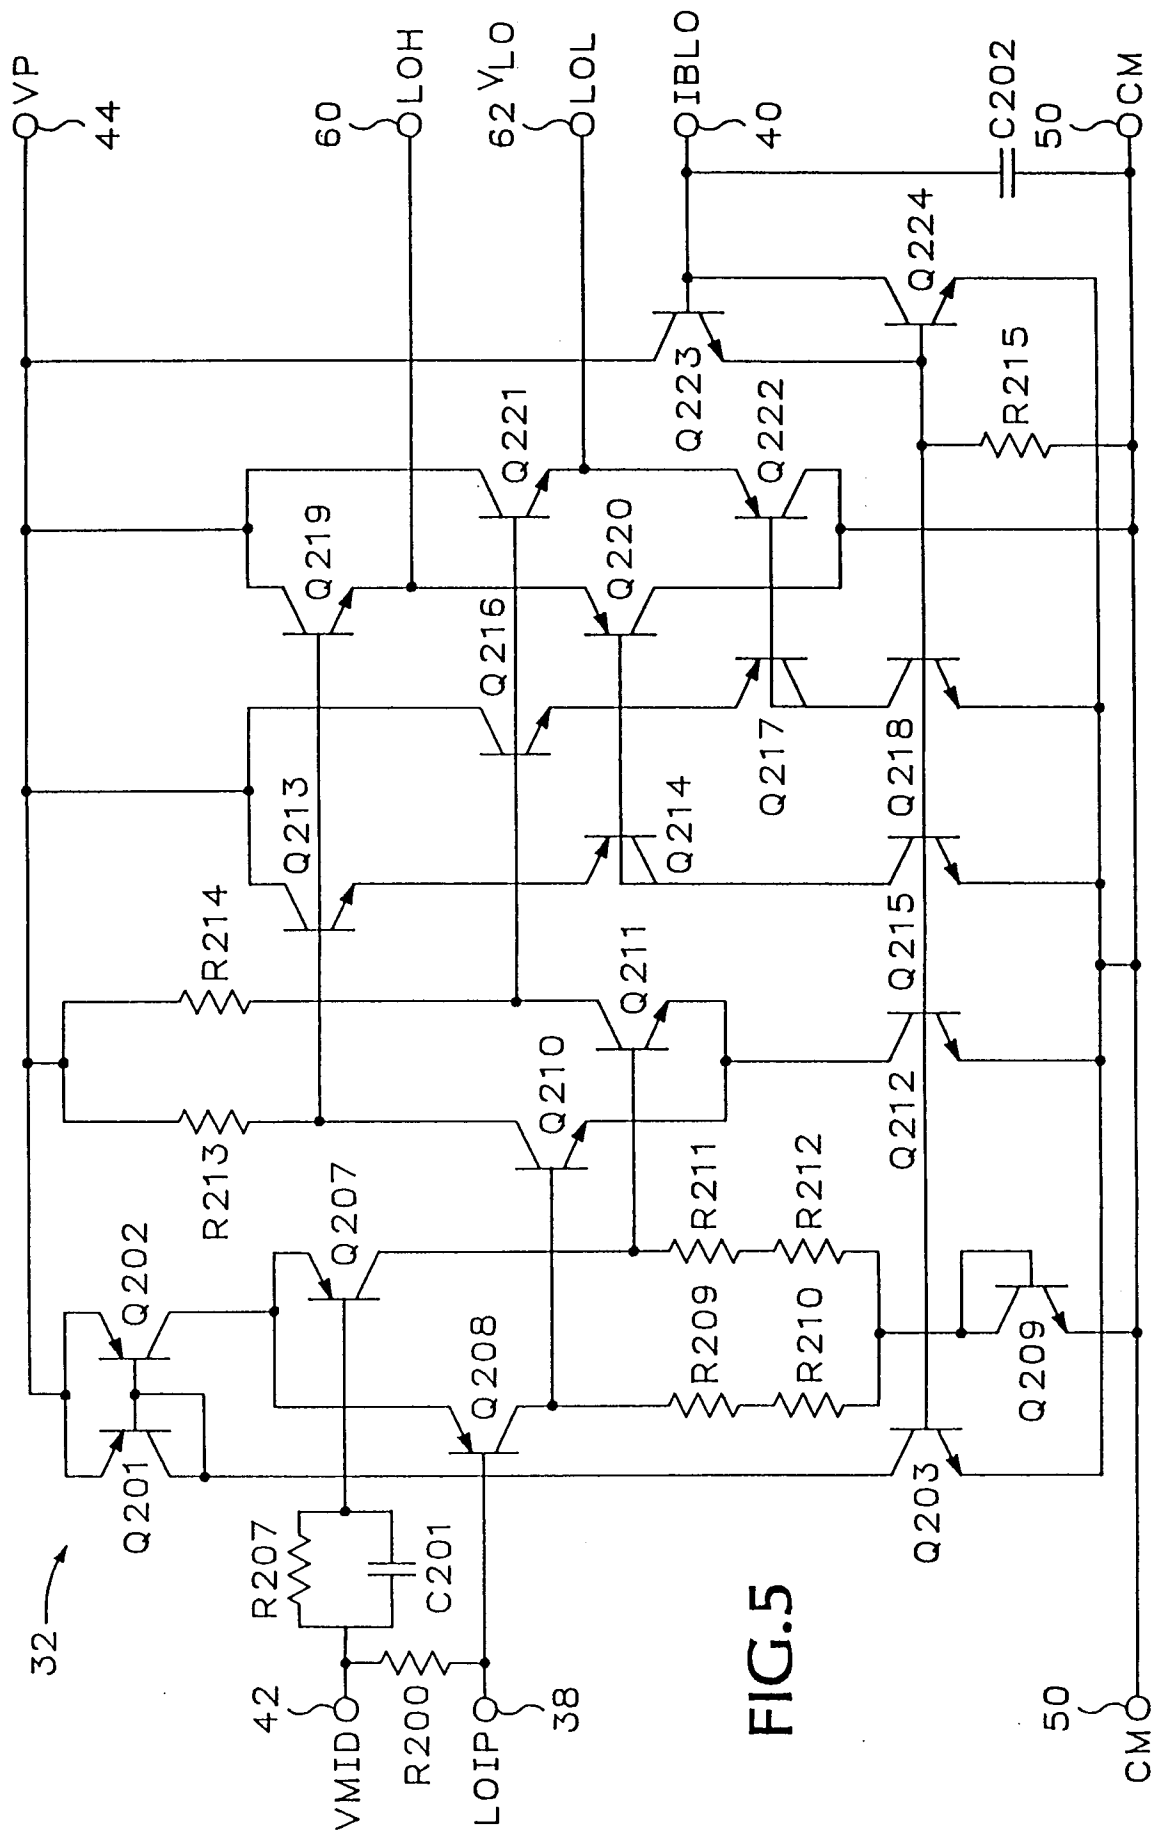 32
VP
44
Q201
Q202
R213
R214
Q213
Q219
60
LOH
R207
C201
Q207
Q208
Q210
Q211
Q216
Q221
62
VLO
LOL
42
VMID
R200
LOIP
38
R209
R211
R210
R212
Q214
Q220
Q217
Q222
Q223
IBLO
40
Q203
Q209
Q212
Q215
Q218
Q224
R215
C202
50
CM
50
CM
FIG.5